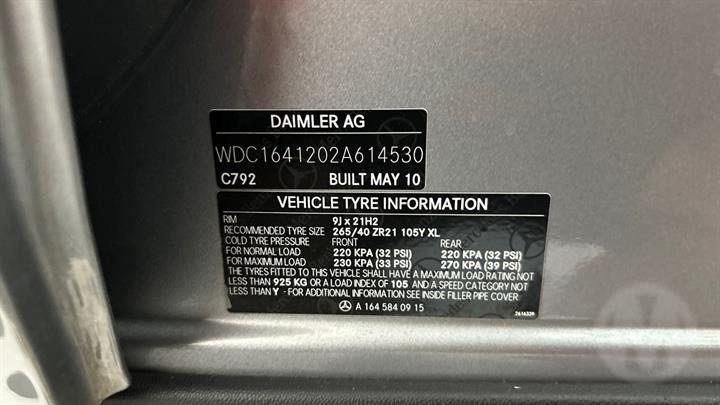 DAIMLER AG
WDC1641202A614530
C792 BUILT MAY 10
VEHICLE TYRE INFORMATION
RIM 9J x 21H2
RECOMMENDED TYRE SIZE 265/40 ZR21 105Y XL
COLD TYRE PRESSURE FRONT REAR
FOR NORMAL LOAD 220 KPA (32 PSI) 220 KPA (32 PSI)
FOR MAXIMUM LOAD 230 KPA (33 PSI) 270 KPA (39 PSI)
THE TYRES FITTED TO THIS VEHICLE SHALL HAVE A MAXIMUM LOAD RATING NOT
LESS THAN 925 KG OR A LOAD INDEX OF 105 AND A SPEED CATEGORY NOT
LESS THAN Y - FOR ADDITIONAL INFORMATION SEE INSIDE FILLER PIPE COVER
A 164 584 09 15
2616339